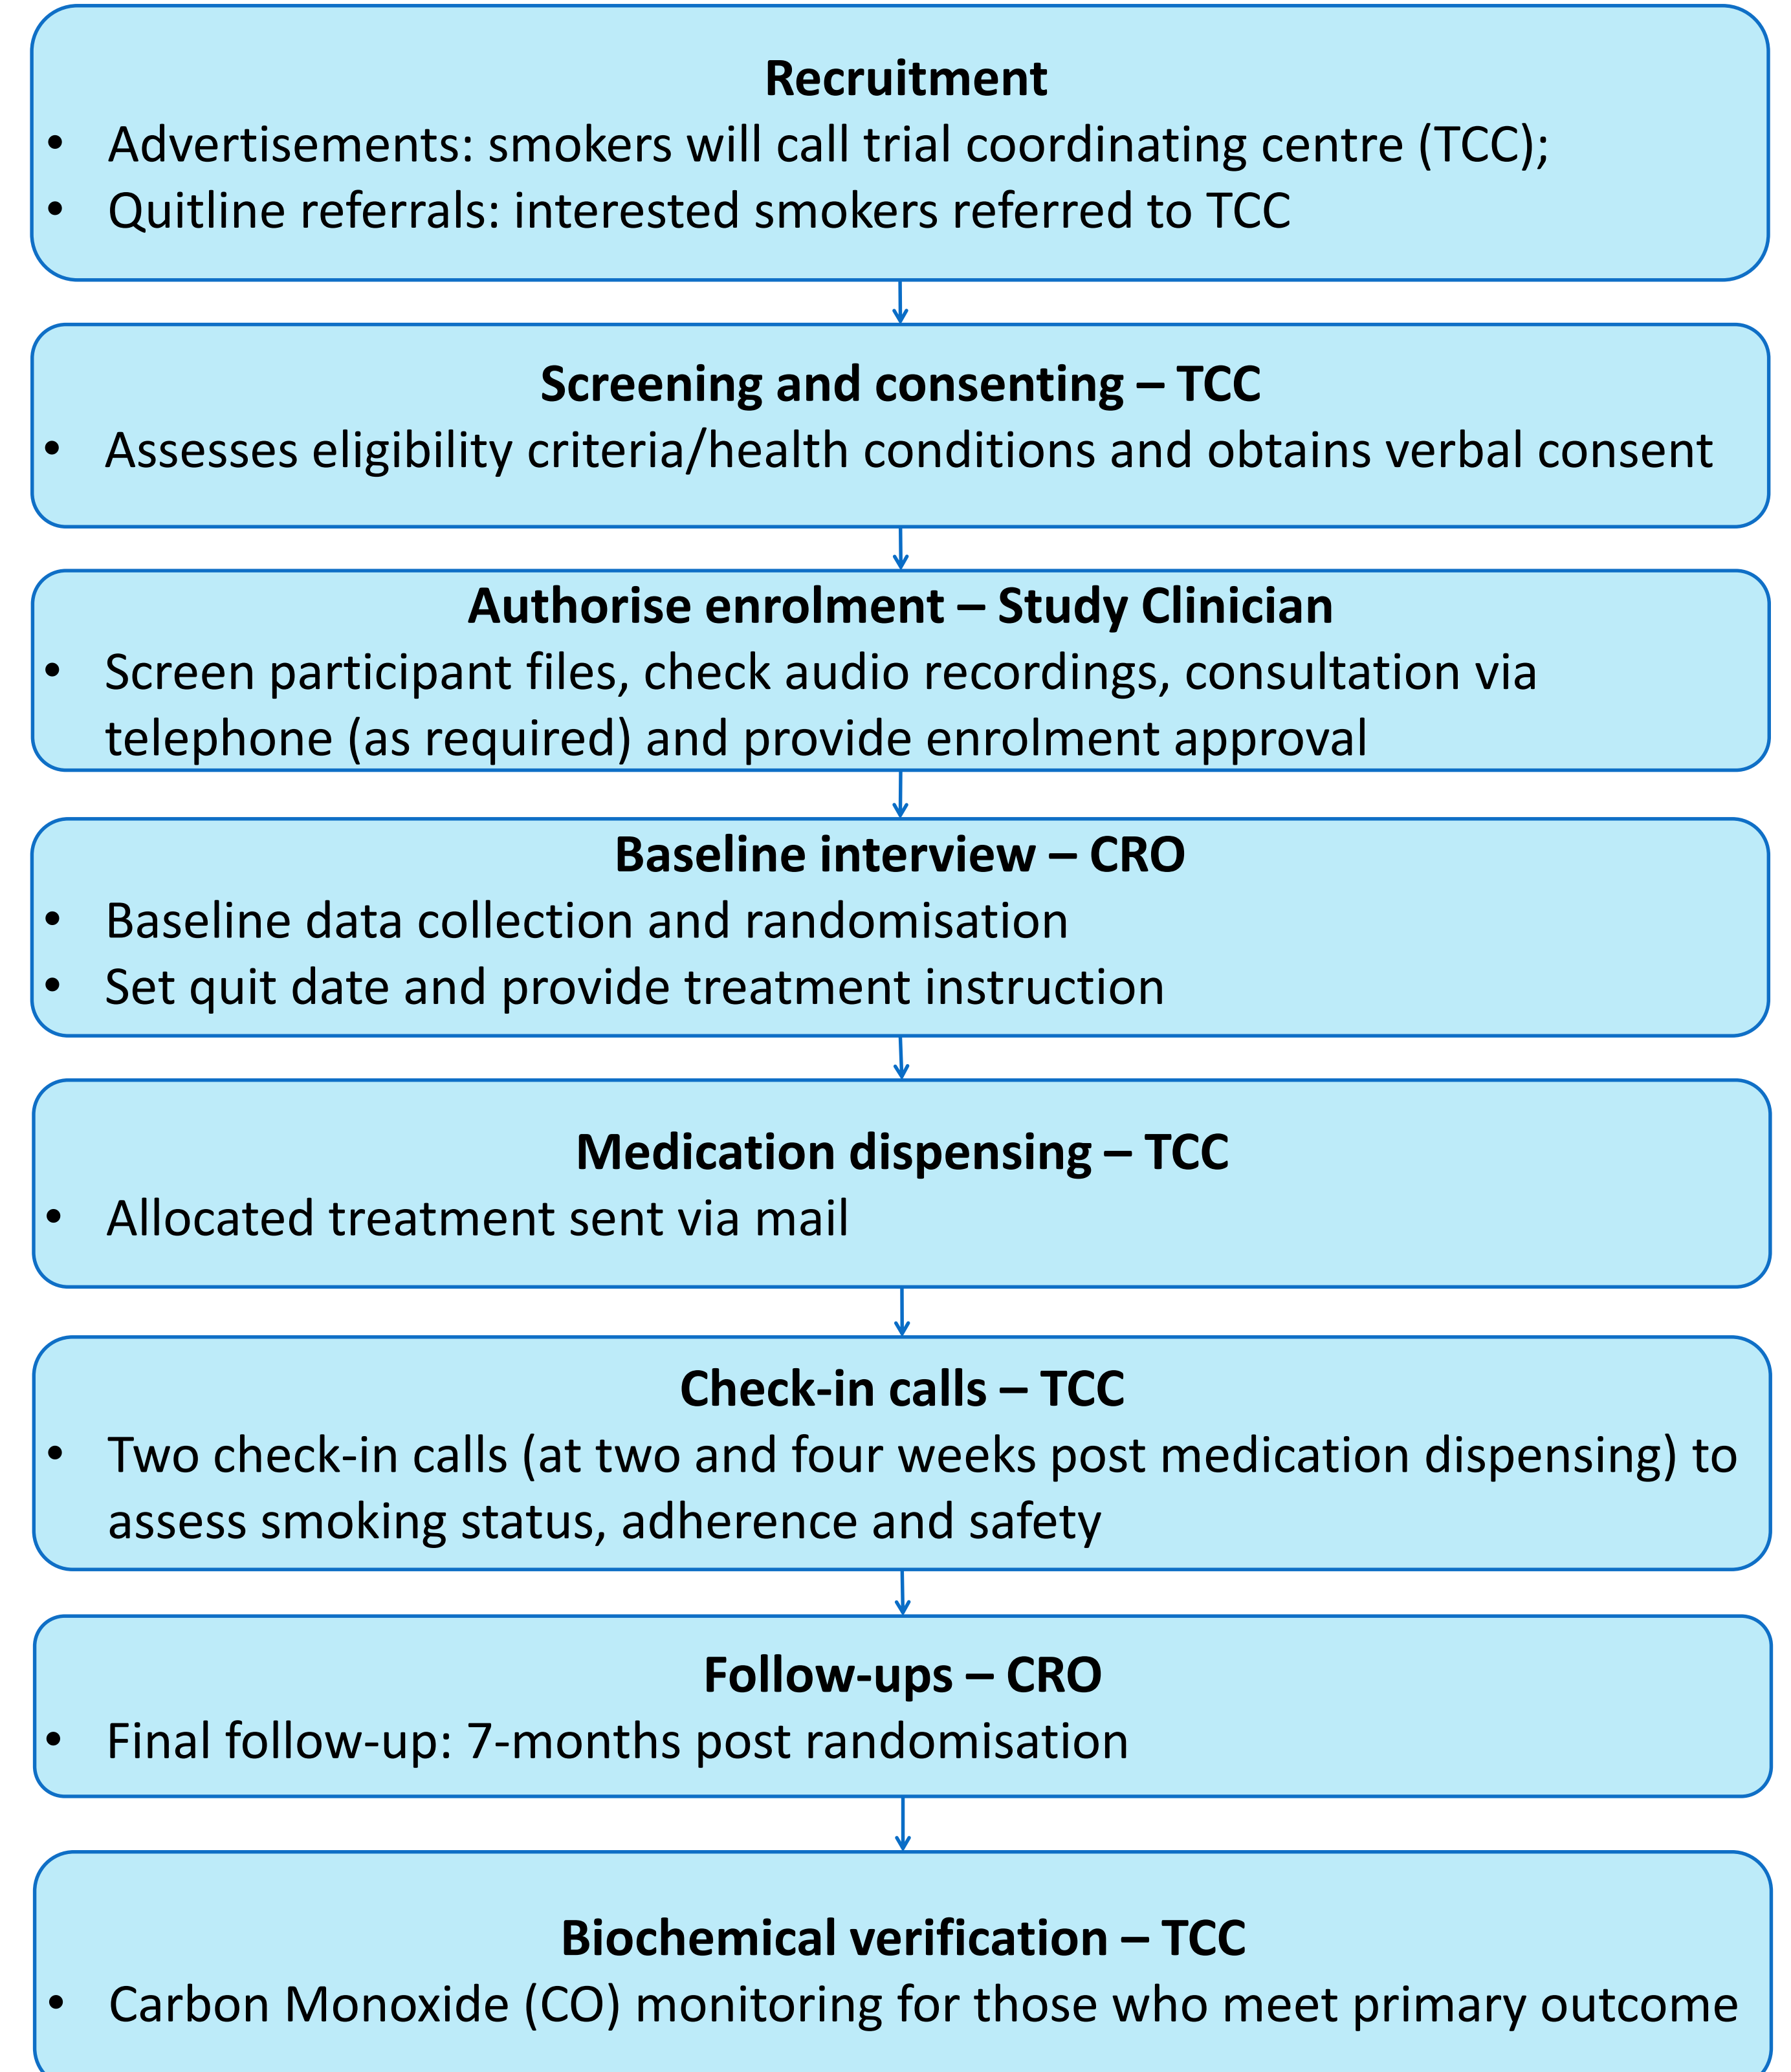 Recruitment
• Advertisements: smokers will call trial coordinating centre (TCC);
• Quitline referrals: interested smokers referred to TCC
Screening and consenting – TCC
• Assesses eligibility criteria/health conditions and obtains verbal consent
Authorise enrolment – Study Clinician
• Screen participant files, check audio recordings, consultation via
telephone (as required) and provide enrolment approval
Baseline interview – CRO
• Baseline data collection and randomisation
• Set quit date and provide treatment instruction
Medication dispensing – TCC
• Allocated treatment sent via mail
Check-in calls – TCC
• Two check-in calls (at two and four weeks post medication dispensing) to
assess smoking status, adherence and safety
Follow-ups – CRO
• Final follow-up: 7-months post randomisation
Biochemical verification – TCC
• Carbon Monoxide (CO) monitoring for those who meet primary outcome